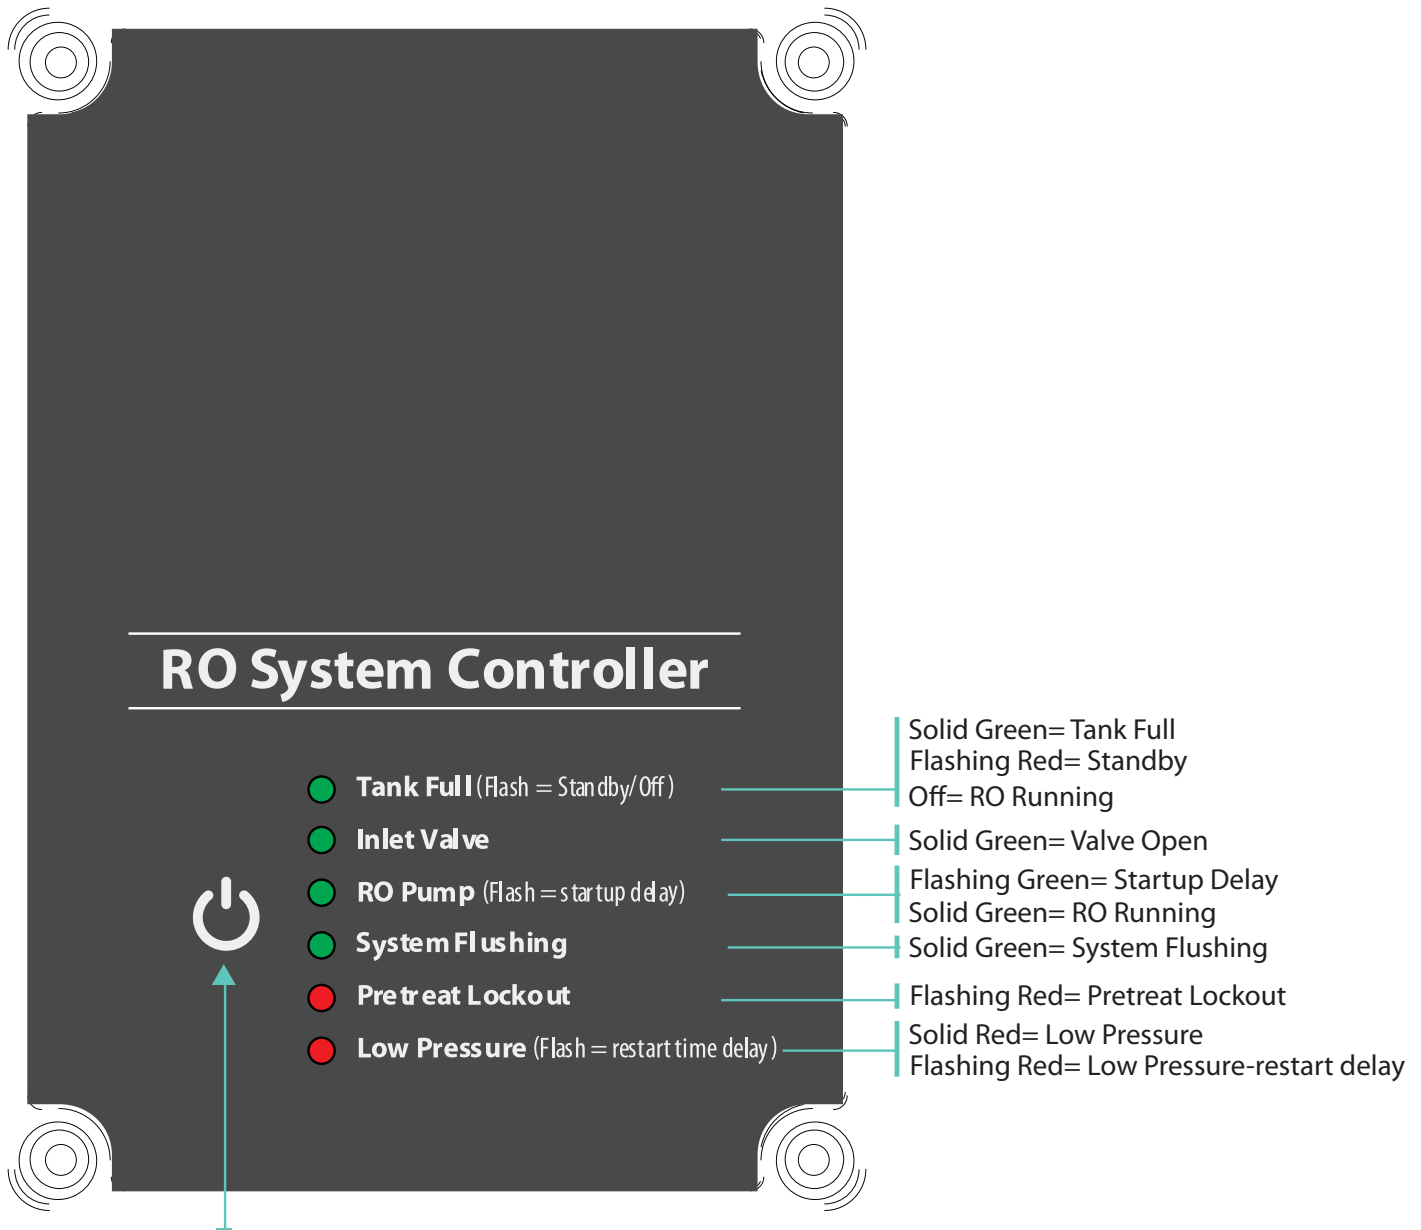 RO System Controller
Tank Full (Flash = Standby/Off)
Inlet Valve
RO Pump (Flash = startup delay)
System Flushing
Pretreat Lockout
Low Pressure (Flash = restart time delay)
Solid Green= Tank Full
Flashing Red= Standby
Off= RO Running
Solid Green= Valve Open
Flashing Green= Startup Delay
Solid Green= RO Running
Solid Green= System Flushing
Flashing Red= Pretreat Lockout
Solid Red= Low Pressure
Flashing Red= Low Pressure-restart delay